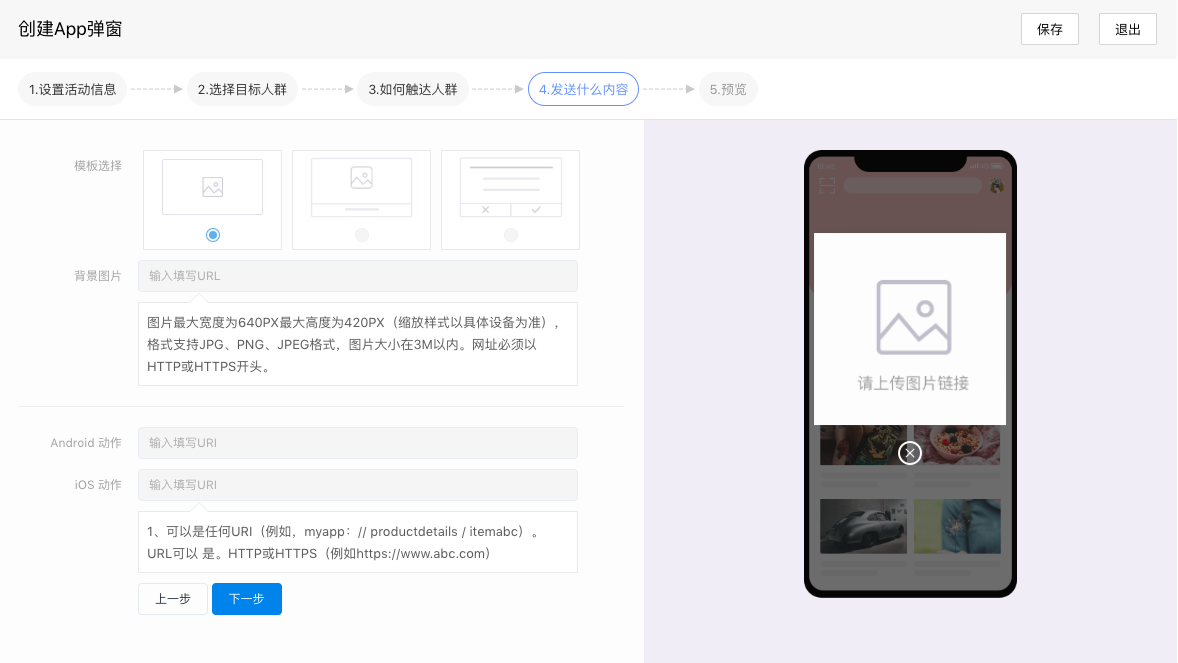 创建App弹窗
保存
退出
1.设置活动信息
2.选择目标人群
3.如何触达人群
4.发送什么内容
5.预览
模板选择
背景图片
输入填写URL
图片最大宽度为640PX最大高度为420PX（缩放样式以具体设备为准），
格式支持JPG、PNG、JPEG格式，图片大小在3M以内。网址必须以
HTTP或HTTPS开头。
Android 动作
输入填写URI
iOS 动作
输入填写URI
1、可以是任何URI（例如，myapp：// productdetails / itemabc）。
URL可以 是。HTTP或HTTPS（例如https://www.abc.com）
上一步
下一步
请上传图片链接